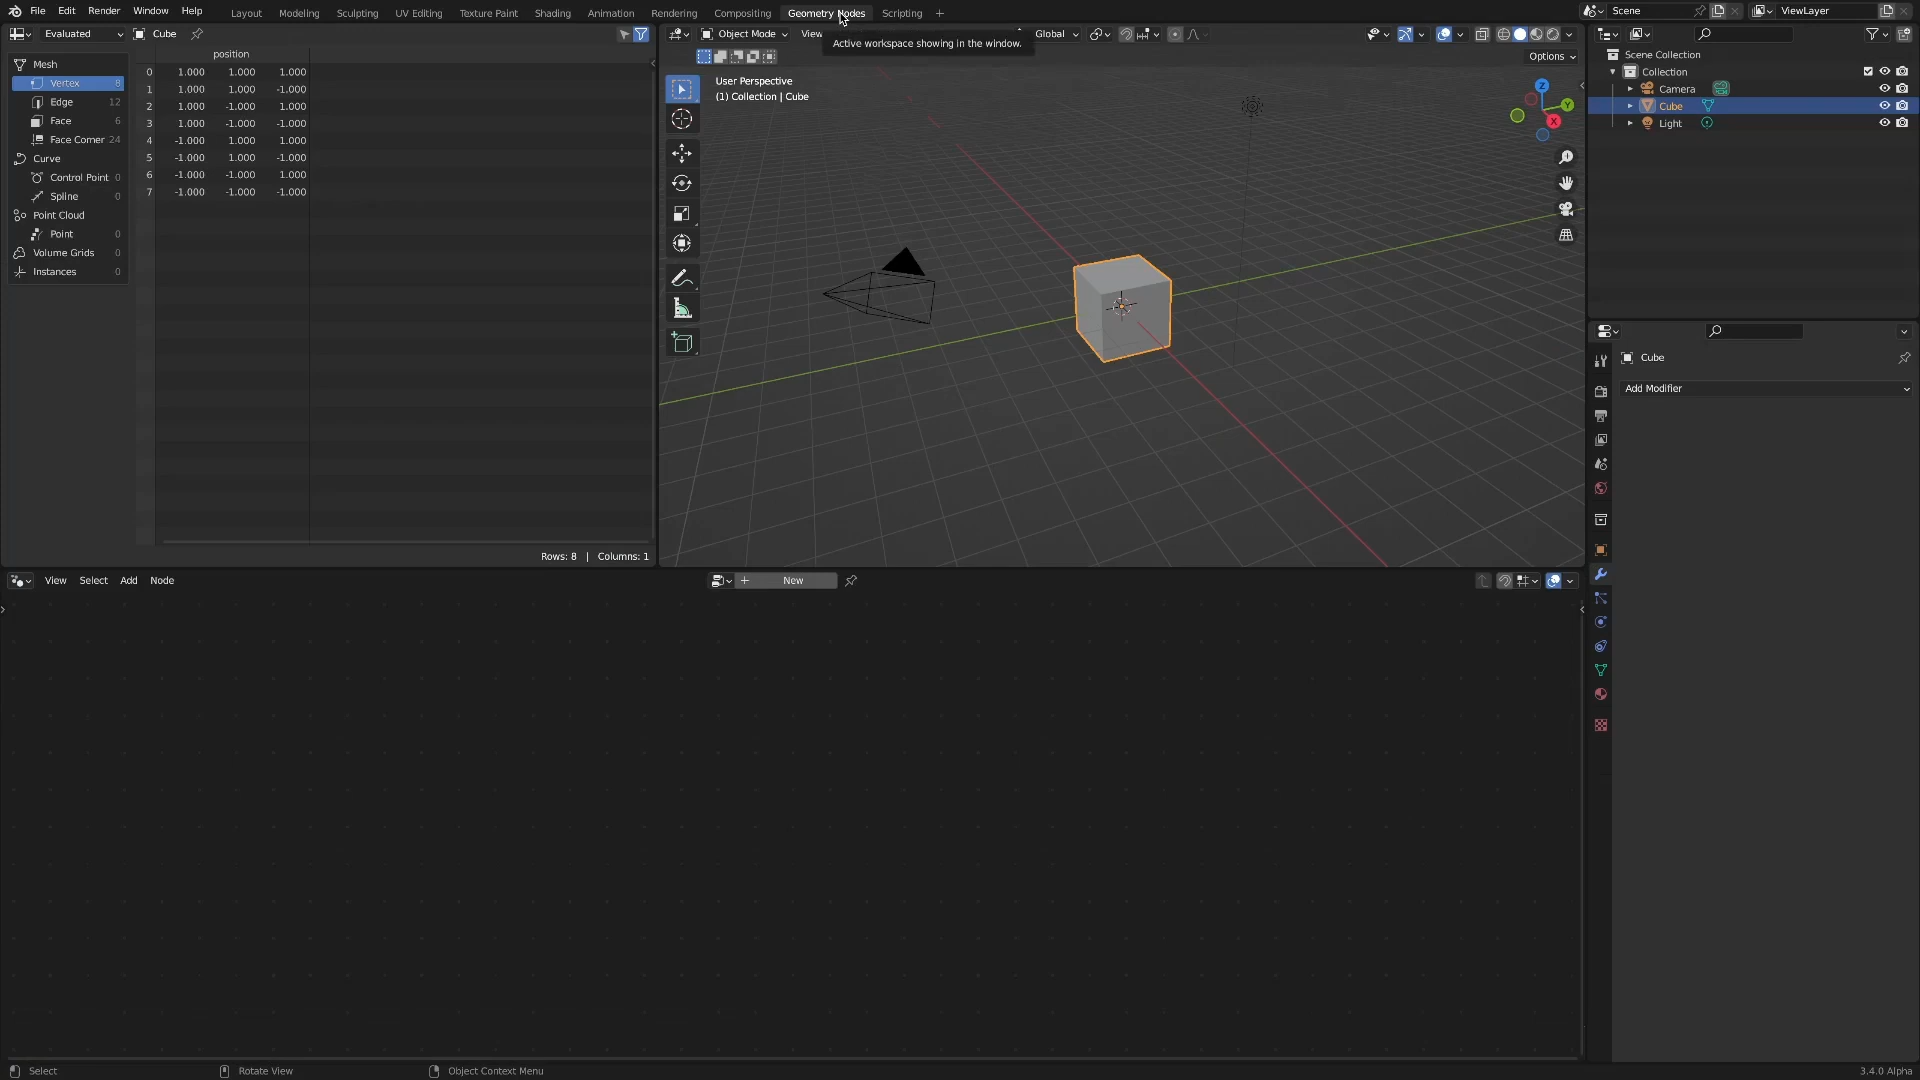 File Edit Render Window Help Layout Modeling Sculpting UV Editing Texture Paint Shading Animation Rendering Compositing Geometry Nodes Scripting + Scene ViewLayer
Evaluated Cube
position
Mesh
Vertex 8
Edge 12
Face 6
Face Corner 24
Curve
Control Point 0
Spline 0
Point Cloud
Point 0
Volume Grids 0
Instances 0
0 1.000 1.000 1.000
1 1.000 1.000 -1.000
2 1.000 -1.000 1.000
3 1.000 -1.000 -1.000
4 -1.000 1.000 1.000
5 -1.000 1.000 -1.000
6 -1.000 -1.000 1.000
7 -1.000 -1.000 -1.000
Rows: 8 | Columns: 1
Object Mode View Global
Active workspace showing in the window.
Options
User Perspective
(1) Collection | Cube
Z
Y
X
Scene Collection
Collection
Camera
Cube
Light
Cube
Add Modifier
View Select Add Node + New
Select Rotate View Object Context Menu 3.4.0 Alpha